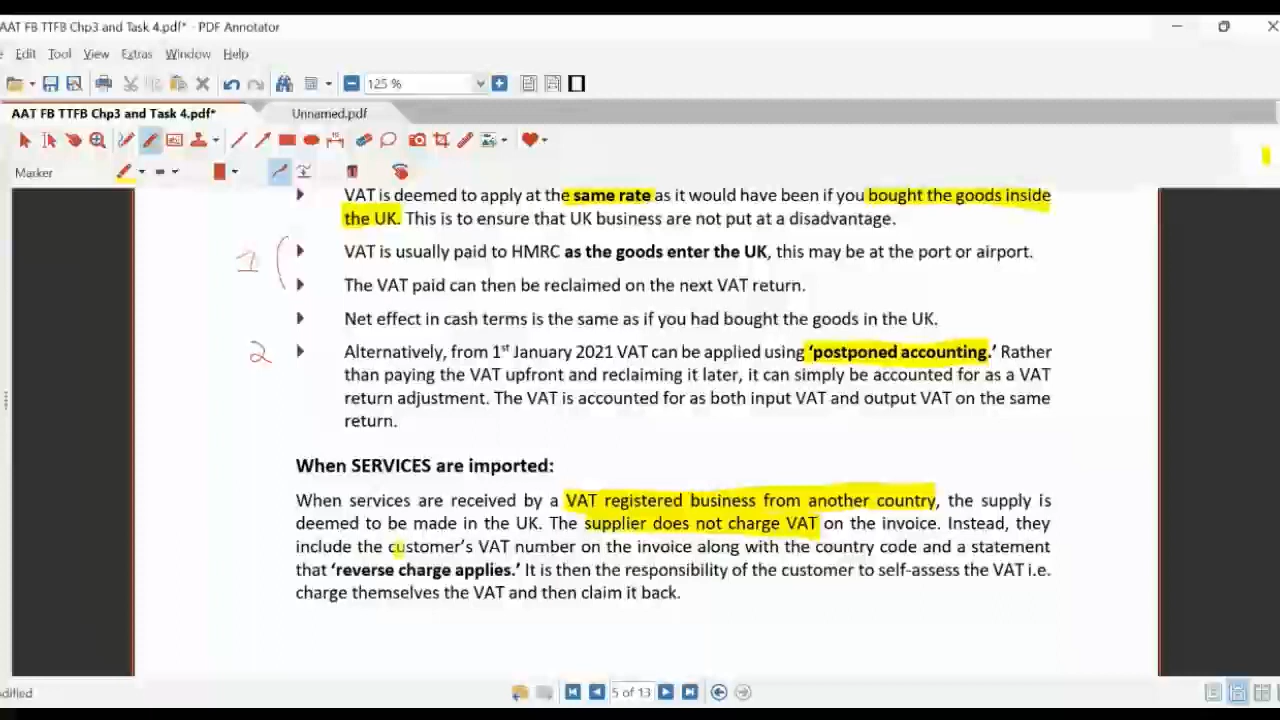 AAT FB TTFB Chp3 and Task 4.pdf* - PDF Annotator
Edit Tool View Extras Window Help
125 %
AAT FB TTFB Chp3 and Task 4.pdf* Unnamed.pdf
Marker
VAT is deemed to apply at the same rate as it would have been if you bought the goods inside
the UK. This is to ensure that UK business are not put at a disadvantage.
1 VAT is usually paid to HMRC as the goods enter the UK, this may be at the port or airport.
The VAT paid can then be reclaimed on the next VAT return.
Net effect in cash terms is the same as if you had bought the goods in the UK.
2 Alternatively, from 1st January 2021 VAT can be applied using ‘postponed accounting.’ Rather
than paying the VAT upfront and reclaiming it later, it can simply be accounted for as a VAT
return adjustment. The VAT is accounted for as both input VAT and output VAT on the same
return.
When SERVICES are imported:
When services are received by a VAT registered business from another country, the supply is
deemed to be made in the UK. The supplier does not charge VAT on the invoice. Instead, they
include the customer’s VAT number on the invoice along with the country code and a statement
that ‘reverse charge applies.’ It is then the responsibility of the customer to self-assess the VAT i.e.
charge themselves the VAT and then claim it back.
dified 5 of 13